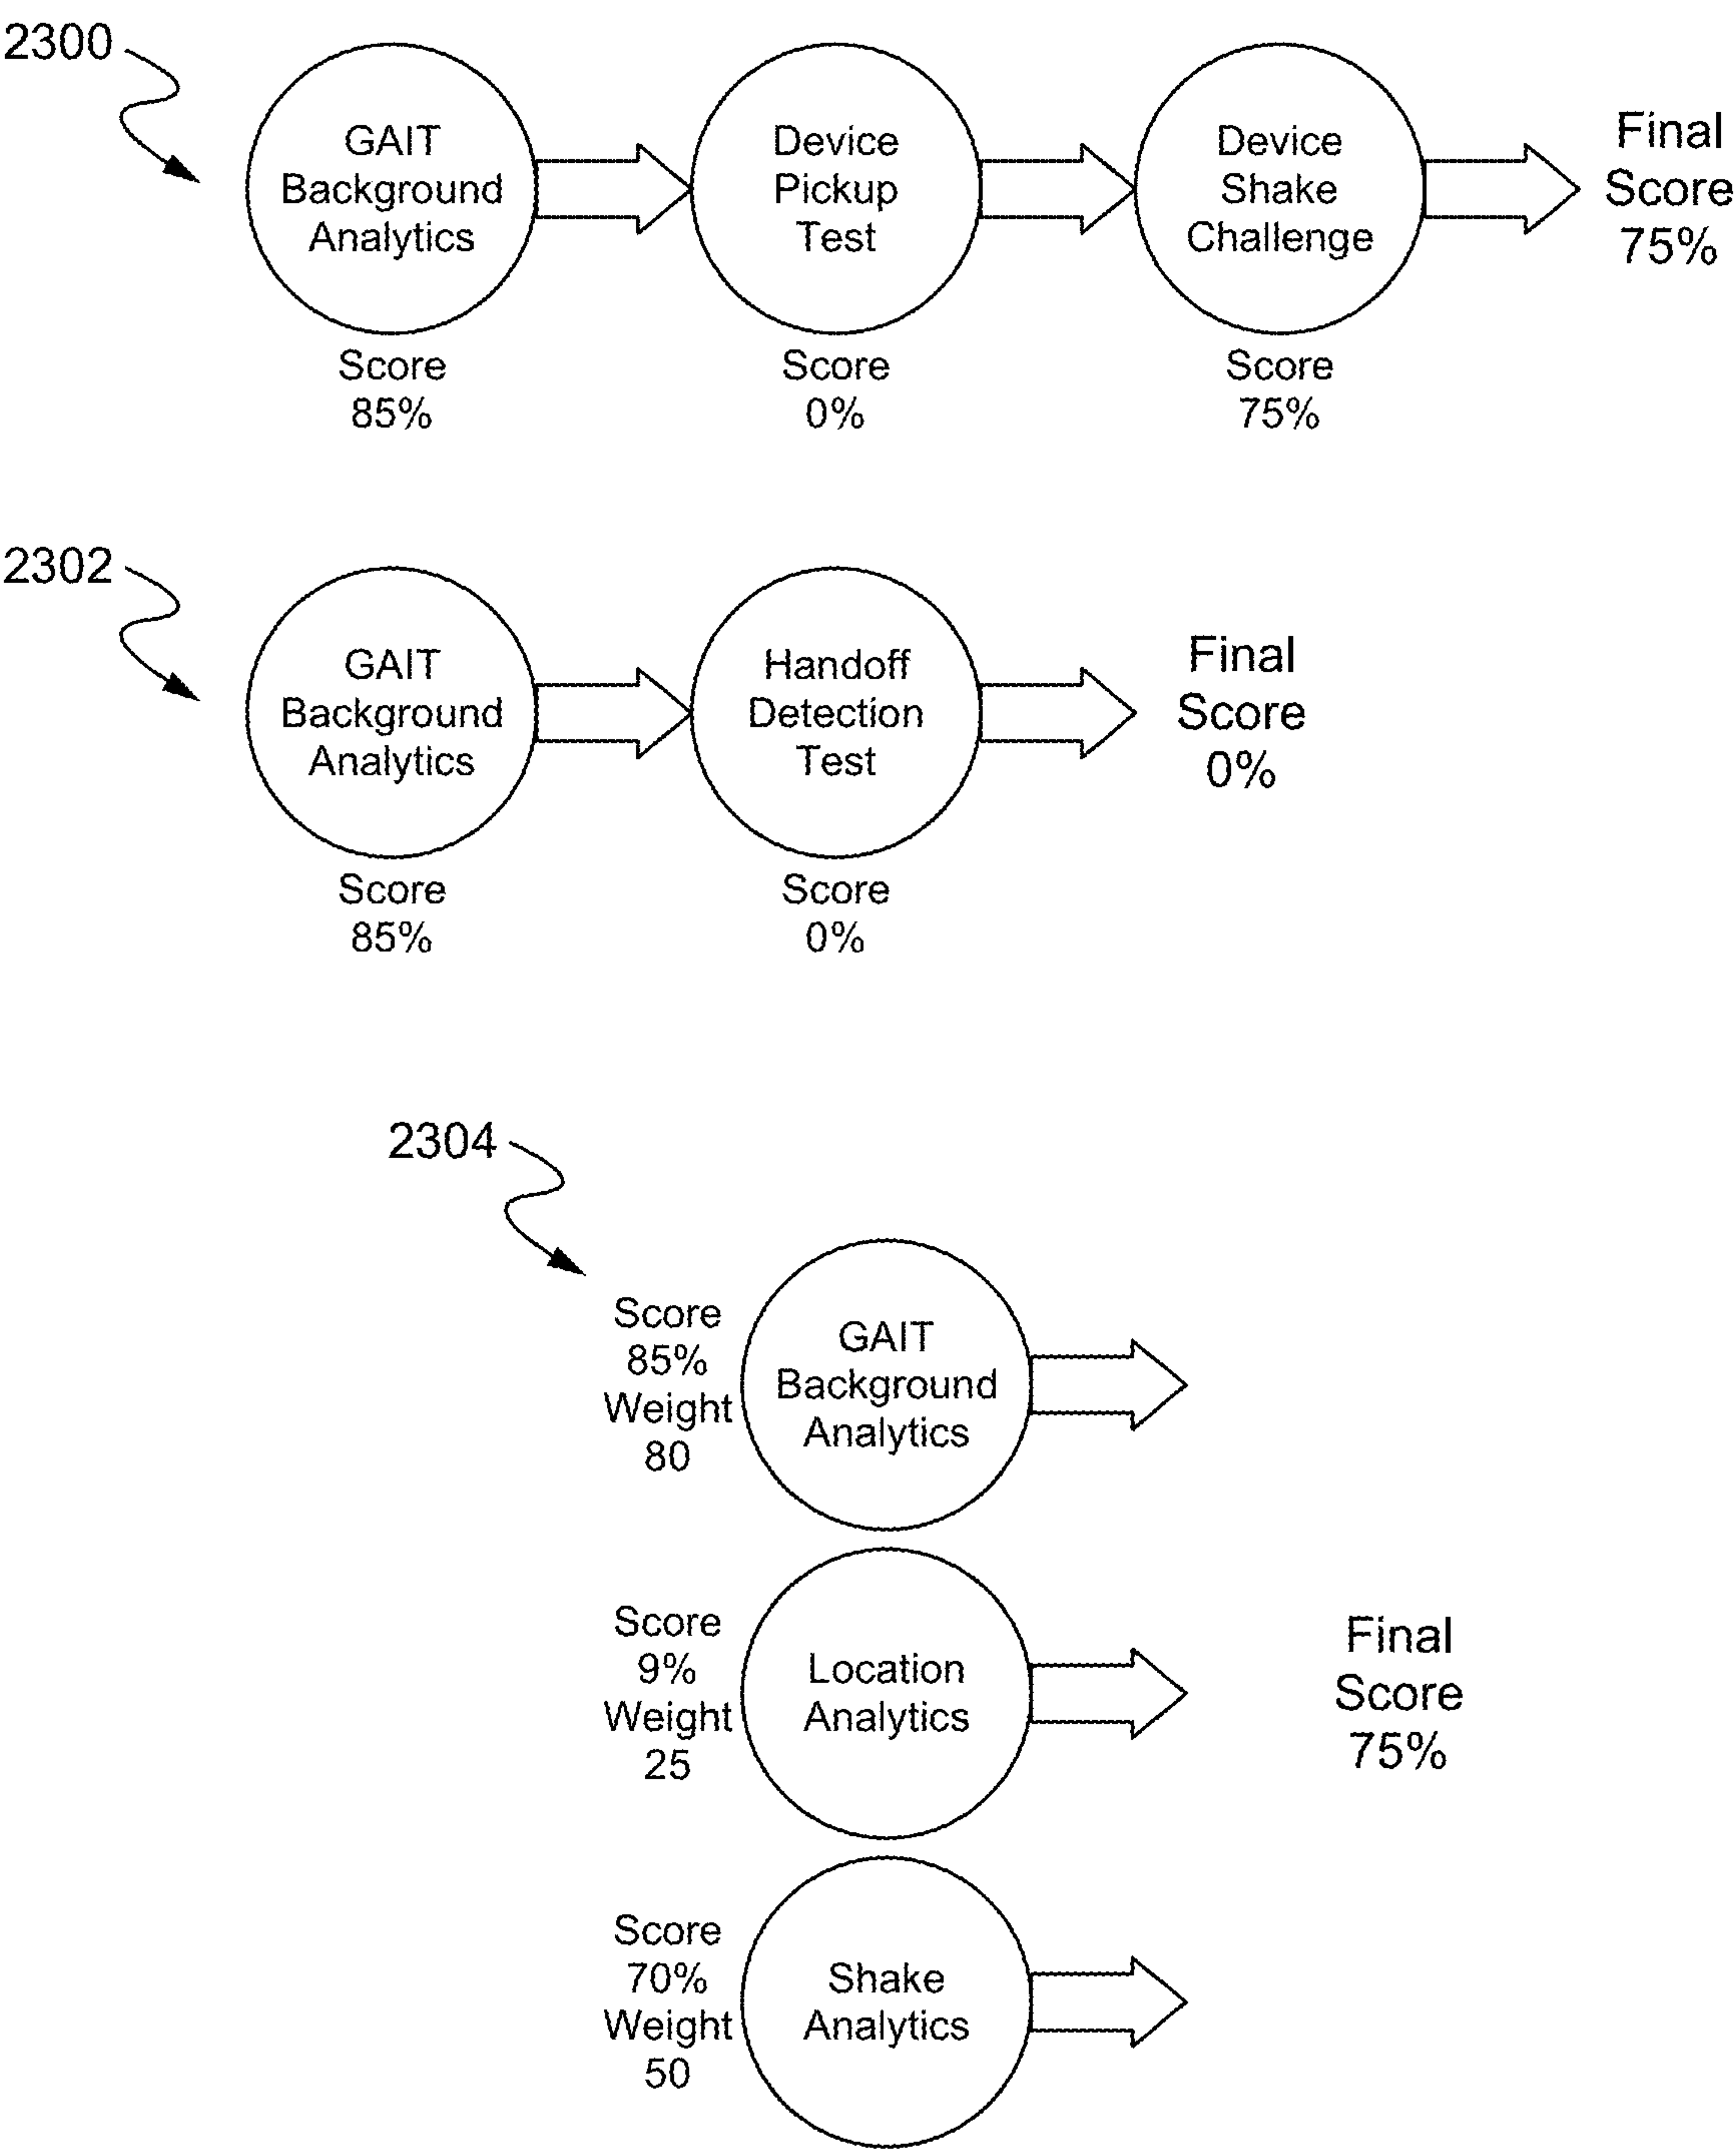 2300
GAIT
Background
Analytics
Score
85%
Device
Pickup
Test
Score
0%
Device
Shake
Challenge
Score
75%
Final
Score
75%
2302
GAIT
Background
Analytics
Score
85%
Handoff
Detection
Test
Score
0%
Final
Score
0%
2304
Score
85%
Weight
80
GAIT
Background
Analytics
Score
9%
Weight
25
Location
Analytics
Score
70%
Weight
50
Shake
Analytics
Final
Score
75%